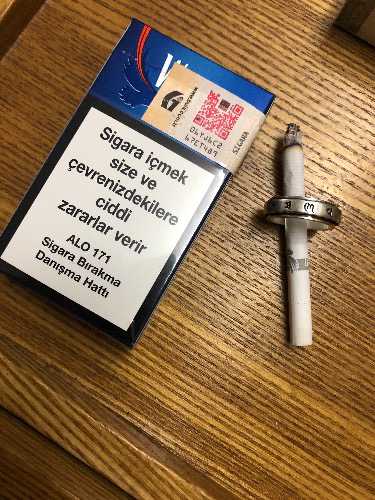 W
SİGARA
Sigara içmek
size ve
çevrenizdekilere
ciddi
zararlar verir
ALO 171
Sigara Bırakma
Danışma Hattı